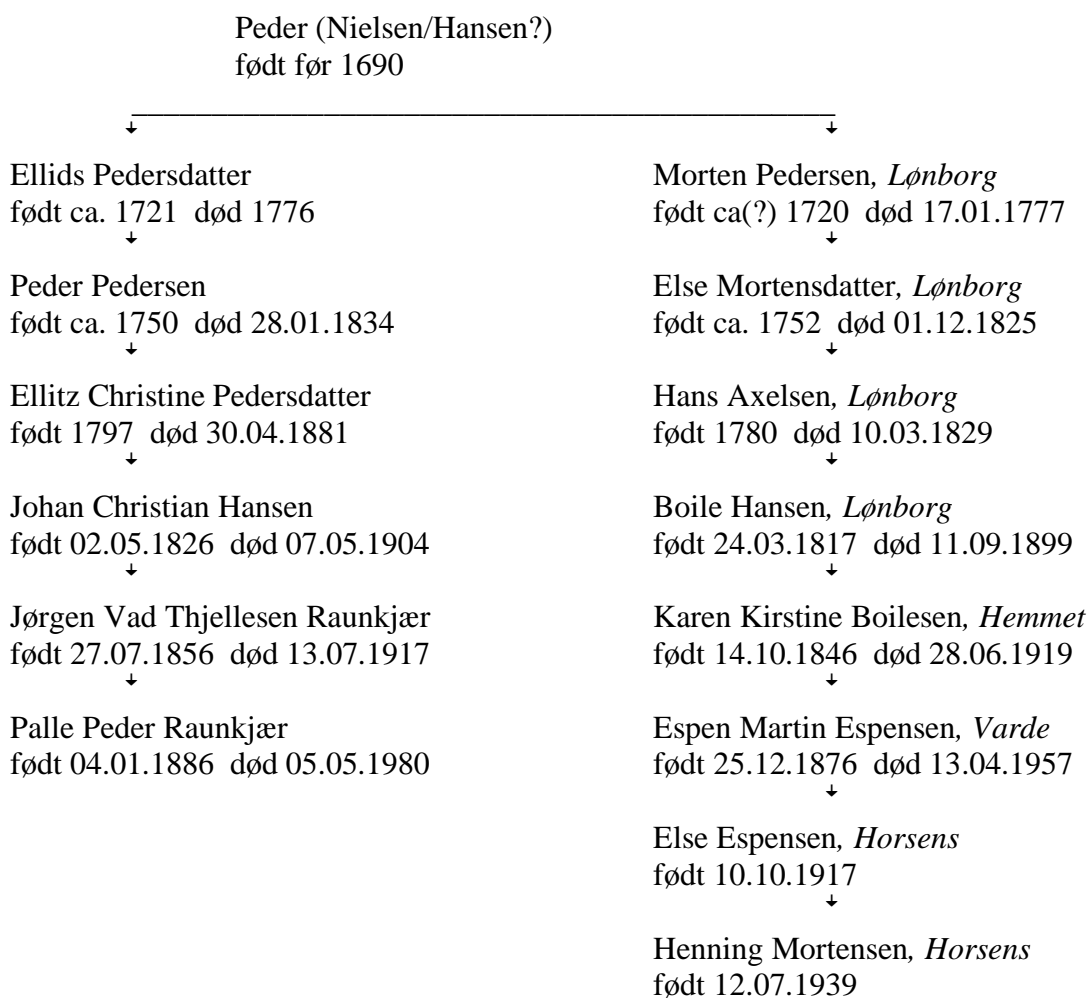 Peder (Nielsen/Hansen?)
født før 1690
Ellids Pedersdatter
født ca. 1721 død 1776
Peder Pedersen
født ca. 1750 død 28.01.1834
Ellitz Christine Pedersdatter
født 1797 død 30.04.1881
Johan Christian Hansen
født 02.05.1826 død 07.05.1904
Jørgen Vad Thjellesen Raunkjær
født 27.07.1856 død 13.07.1917
Palle Peder Raunkjær
født 04.01.1886 død 05.05.1980
Morten Pedersen, Lønborg
født ca(?) 1720 død 17.01.1777
Else Mortensdatter, Lønborg
født ca. 1752 død 01.12.1825
Hans Axelsen, Lønborg
født 1780 død 10.03.1829
Boile Hansen, Lønborg
født 24.03.1817 død 11.09.1899
Karen Kirstine Boilesen, Hemmet
født 14.10.1846 død 28.06.1919
Espen Martin Espensen, Varde
født 25.12.1876 død 13.04.1957
Else Espensen, Horsens
født 10.10.1917
Henning Mortensen, Horsens
født 12.07.1939